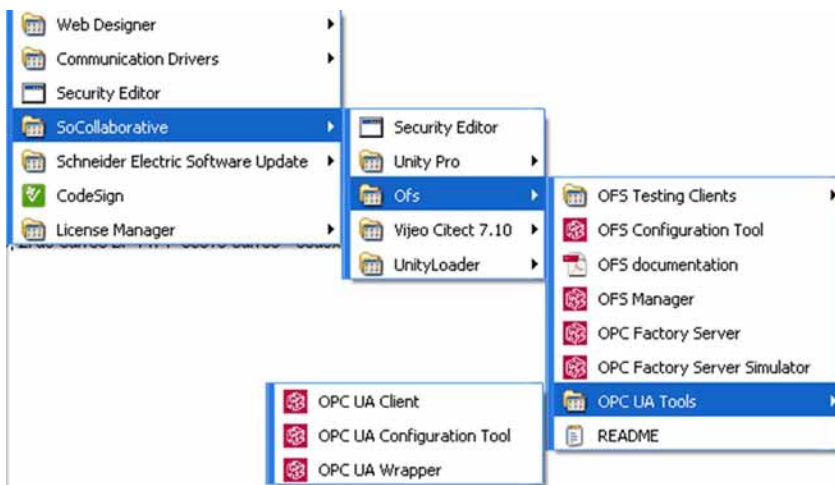 Web Designer
Communication Drivers
Security Editor
SoCollaborative
Schneider Electric Software Update
CodeSign
License Manager
Security Editor
Unity Pro
Ofs
Vijeo Citect 7.10
UnityLoader
OFS Testing Clients
OFS Configuration Tool
OFS documentation
OFS Manager
OPC Factory Server
OPC Factory Server Simulator
OPC UA Tools
README
OPC UA Client
OPC UA Configuration Tool
OPC UA Wrapper